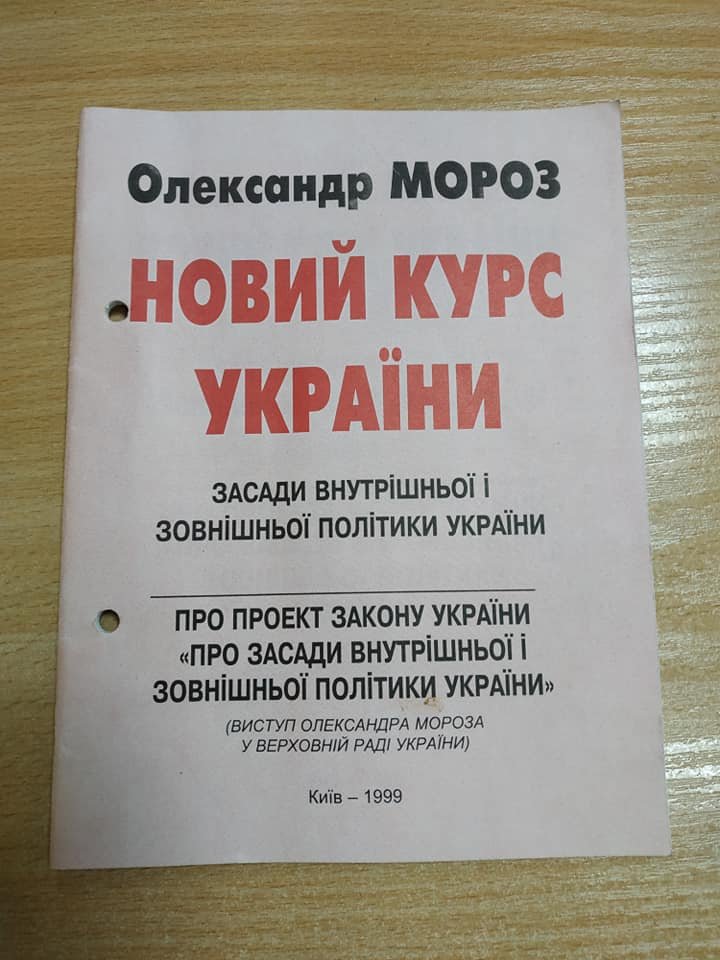 Олександр МОРОЗ
НОВИЙ КУРС
УКРАЇНИ
ЗАСАДИ ВНУТРІШНЬОЇ І
ЗОВНІШНЬОЇ ПОЛІТИКИ УКРАЇНИ
ПРО ПРОЕКТ ЗАКОНУ УКРАЇНИ
«ПРО ЗАСАДИ ВНУТРІШНЬОЇ І
ЗОВНІШНЬОЇ ПОЛІТИКИ УКРАЇНИ»
(ВИСТУП ОЛЕКСАНДРА МОРОЗА
У ВЕРХОВНІЙ РАДІ УКРАЇНИ)
Київ – 1999